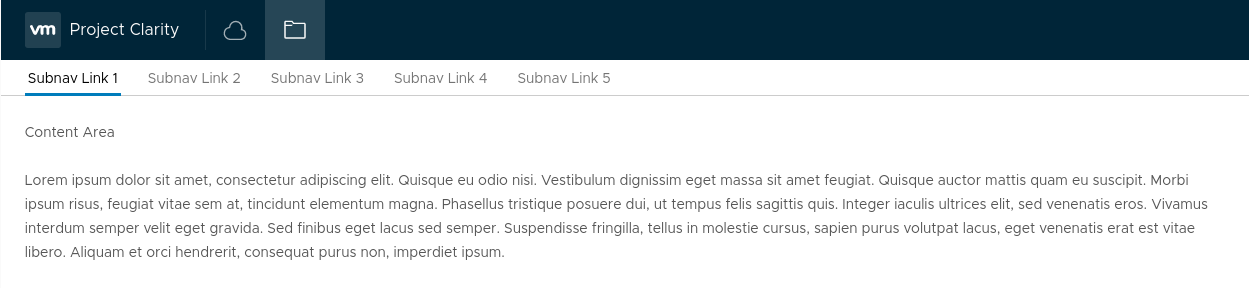 vm Project Clarity
Subnav Link 1 Subnav Link 2 Subnav Link 3 Subnav Link 4 Subnav Link 5
Content Area
Lorem ipsum dolor sit amet, consectetur adipiscing elit. Quisque eu odio nisi. Vestibulum dignissim eget massa sit amet feugiat. Quisque auctor mattis quam eu suscipit. Morbi
ipsum risus, feugiat vitae sem at, tincidunt elementum magna. Phasellus tristique posuere dui, ut tempus felis sagittis quis. Integer iaculis ultrices elit, sed venenatis eros. Vivamus
interdum semper velit eget gravida. Sed finibus eget lacus sed semper. Suspendisse fringilla, tellus in molestie cursus, sapien purus volutpat lacus, eget venenatis erat est vitae
libero. Aliquam et orci hendrerit, consequat purus non, imperdiet ipsum.